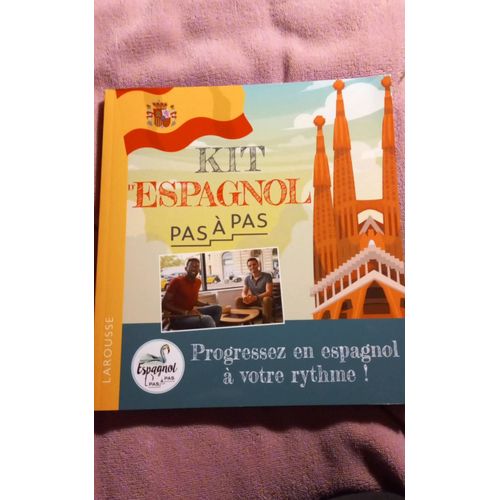 KIT
D'ESPAGNOL
PAS À PAS
LAROUSSE
Espagnol
PAS À PAS
Progressez en espagnol
à votre rythme !